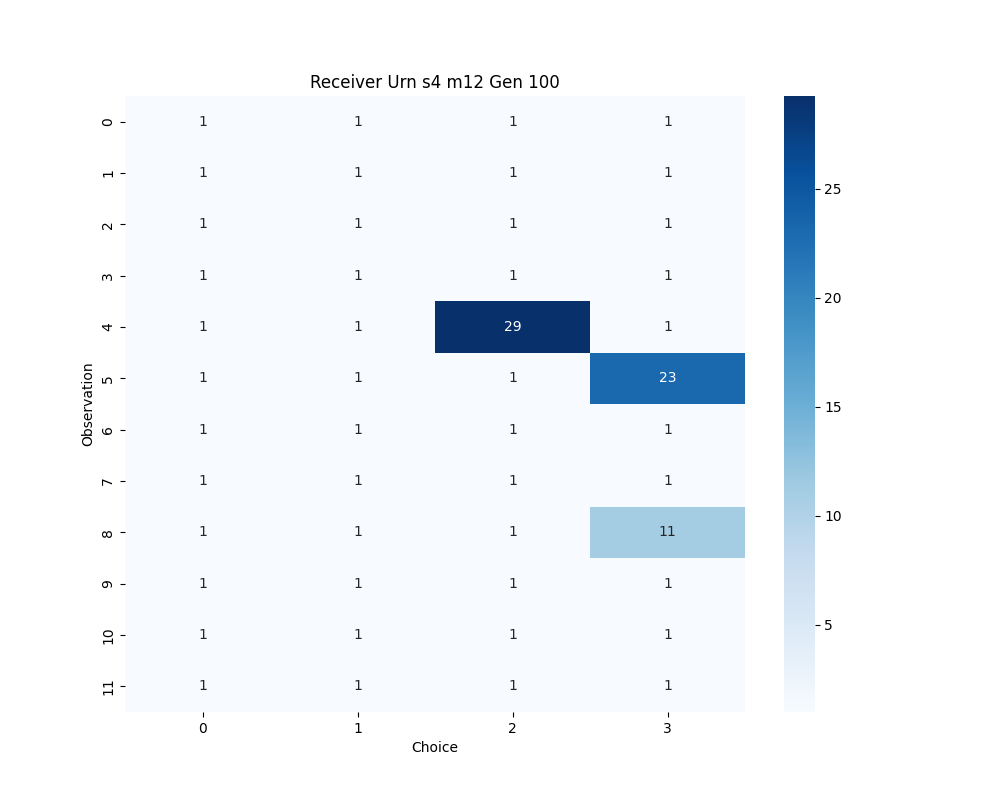 Receiver Urn s4 m12 Gen 100
0 1 1 1 1
1 1 1 1 1
2 1 1 1 1
3 1 1 1 1
4 1 1 29 1
5 1 1 1 23
6 1 1 1 1
7 1 1 1 1
8 1 1 1 11
9 1 1 1 1
10 1 1 1 1
11 1 1 1 1
0 1 2 3
Choice
Observation
25
20
15
10
5